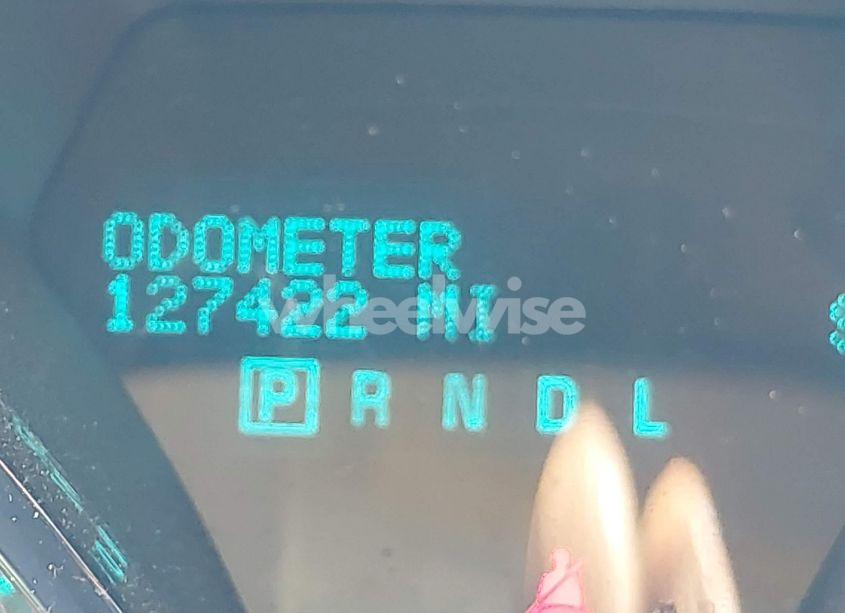 ODOMETER
127422 MI
wheelwise
P R N D L